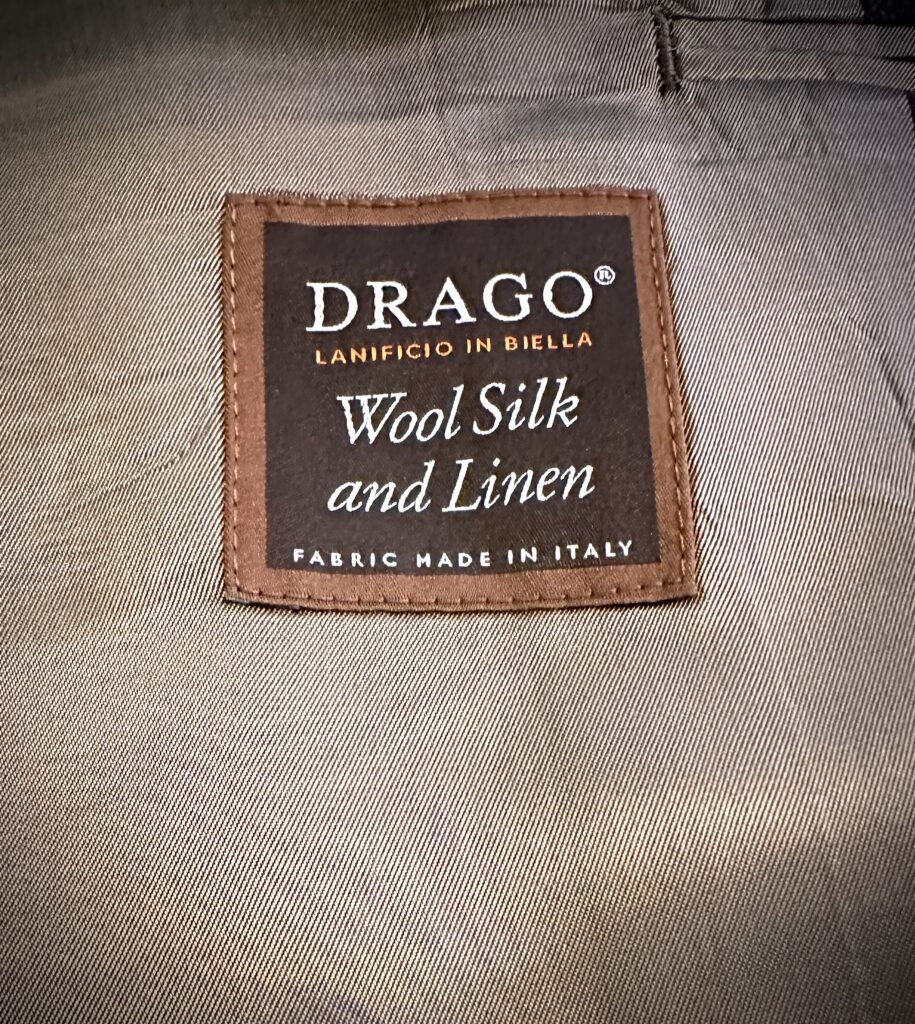 DRAGO®
LANIFICIO IN BIELLA
Wool Silk
and Linen
FABRIC MADE IN ITALY